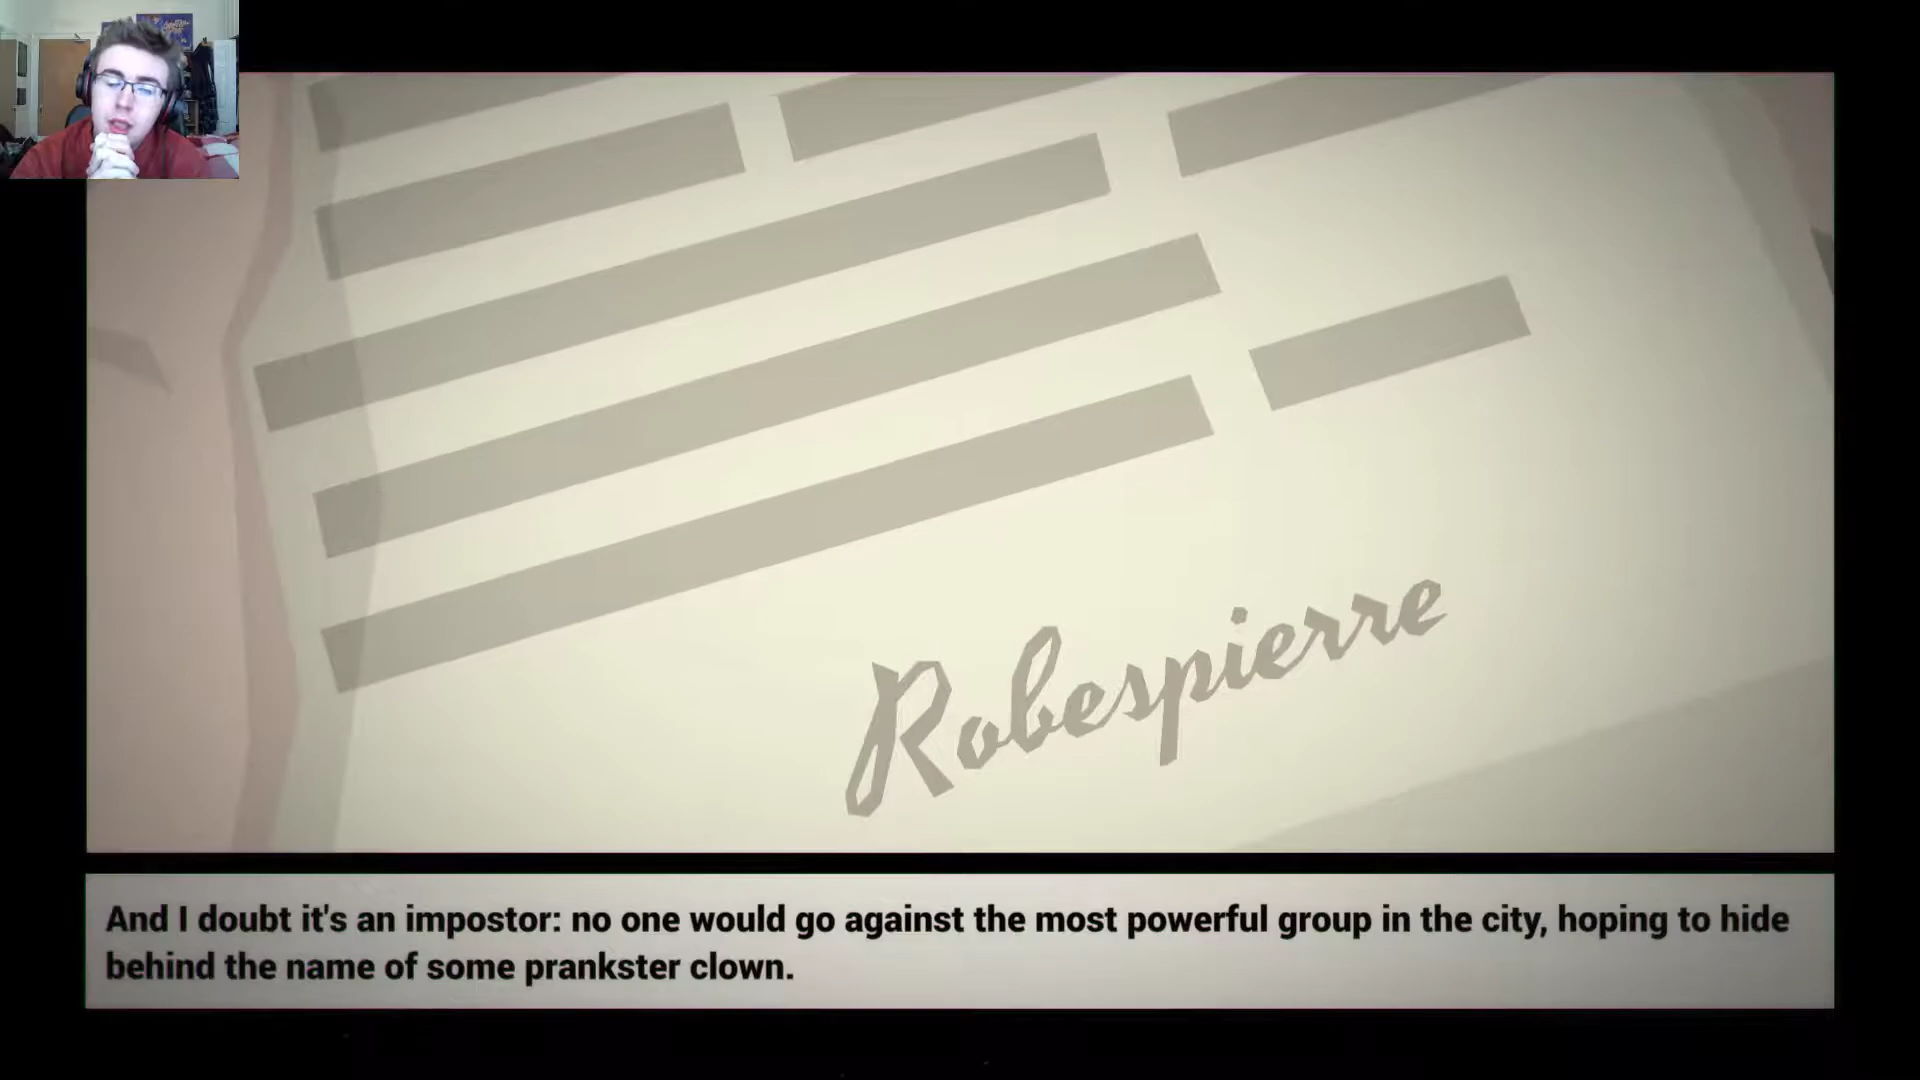 Robespierre
And I doubt it's an impostor: no one would go against the most powerful group in the city, hoping to hide
behind the name of some prankster clown.